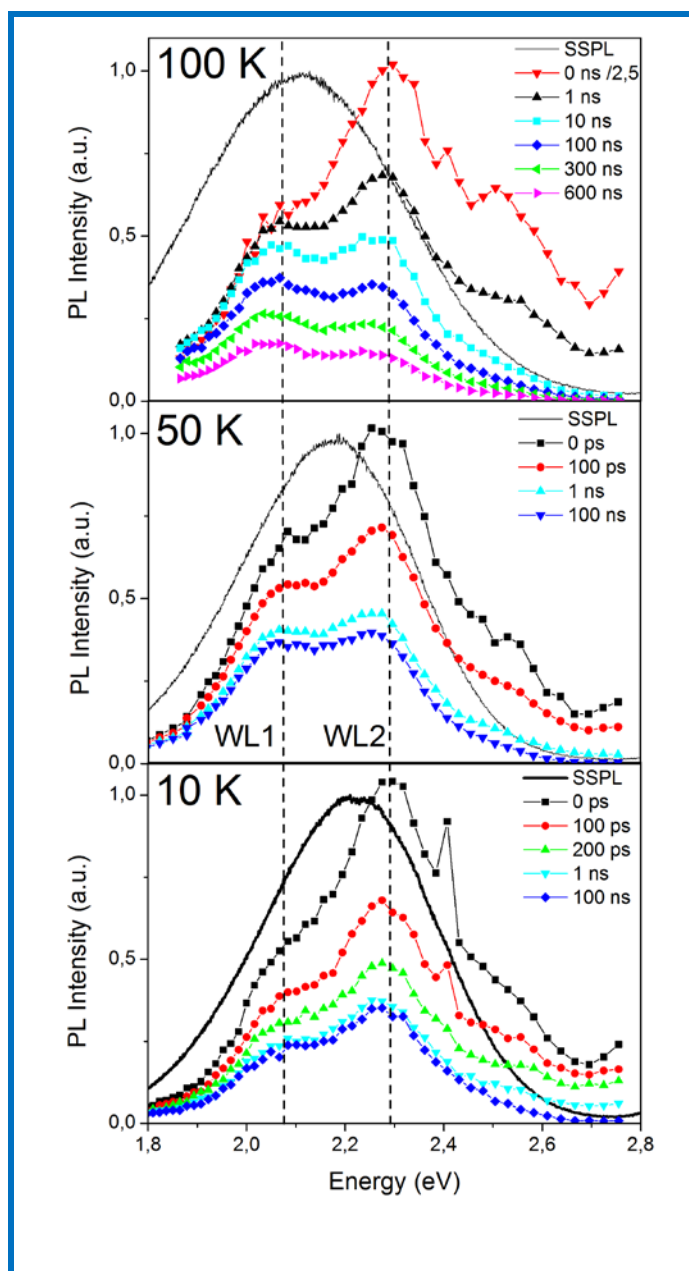 100 K
SSPL
0 ns /2,5
1 ns
10 ns
100 ns
300 ns
600 ns
1,0
0,5
PL Intensity (a.u.)
1,0
50 K
SSPL
0 ps
100 ps
1 ns
100 ns
1,0
0,5
0,0
PL Intensity (a.u.)
WL1
WL2
10 K
SSPL
0 ps
100 ps
200 ps
1 ns
100 ns
1,0
0,5
0,0
PL Intensity (a.u.)
1,8
2,0
2,2
2,4
2,6
2,8
Energy (eV)